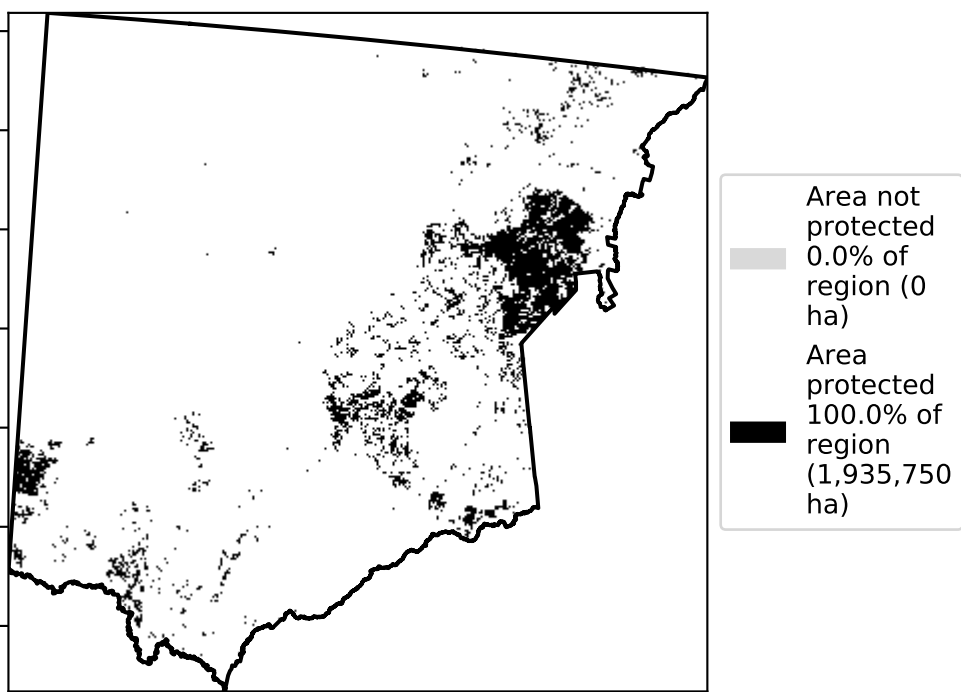 Area not
protected
0.0% of
region (0
ha)
Area
protected
100.0% of
region
(1,935,750
ha)